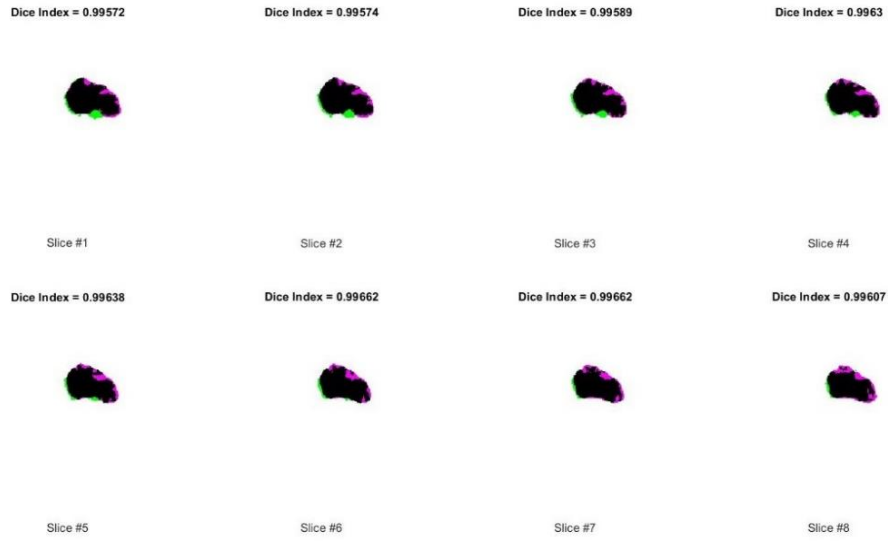 Dice Index = 0.99572
Dice Index = 0.99574
Dice Index = 0.99589
Dice Index = 0.9963
Slice #1
Slice #2
Slice #3
Slice #4
Dice Index = 0.99638
Dice Index = 0.99662
Dice Index = 0.99662
Dice Index = 0.99607
Slice #5
Slice #6
Slice #7
Slice #8